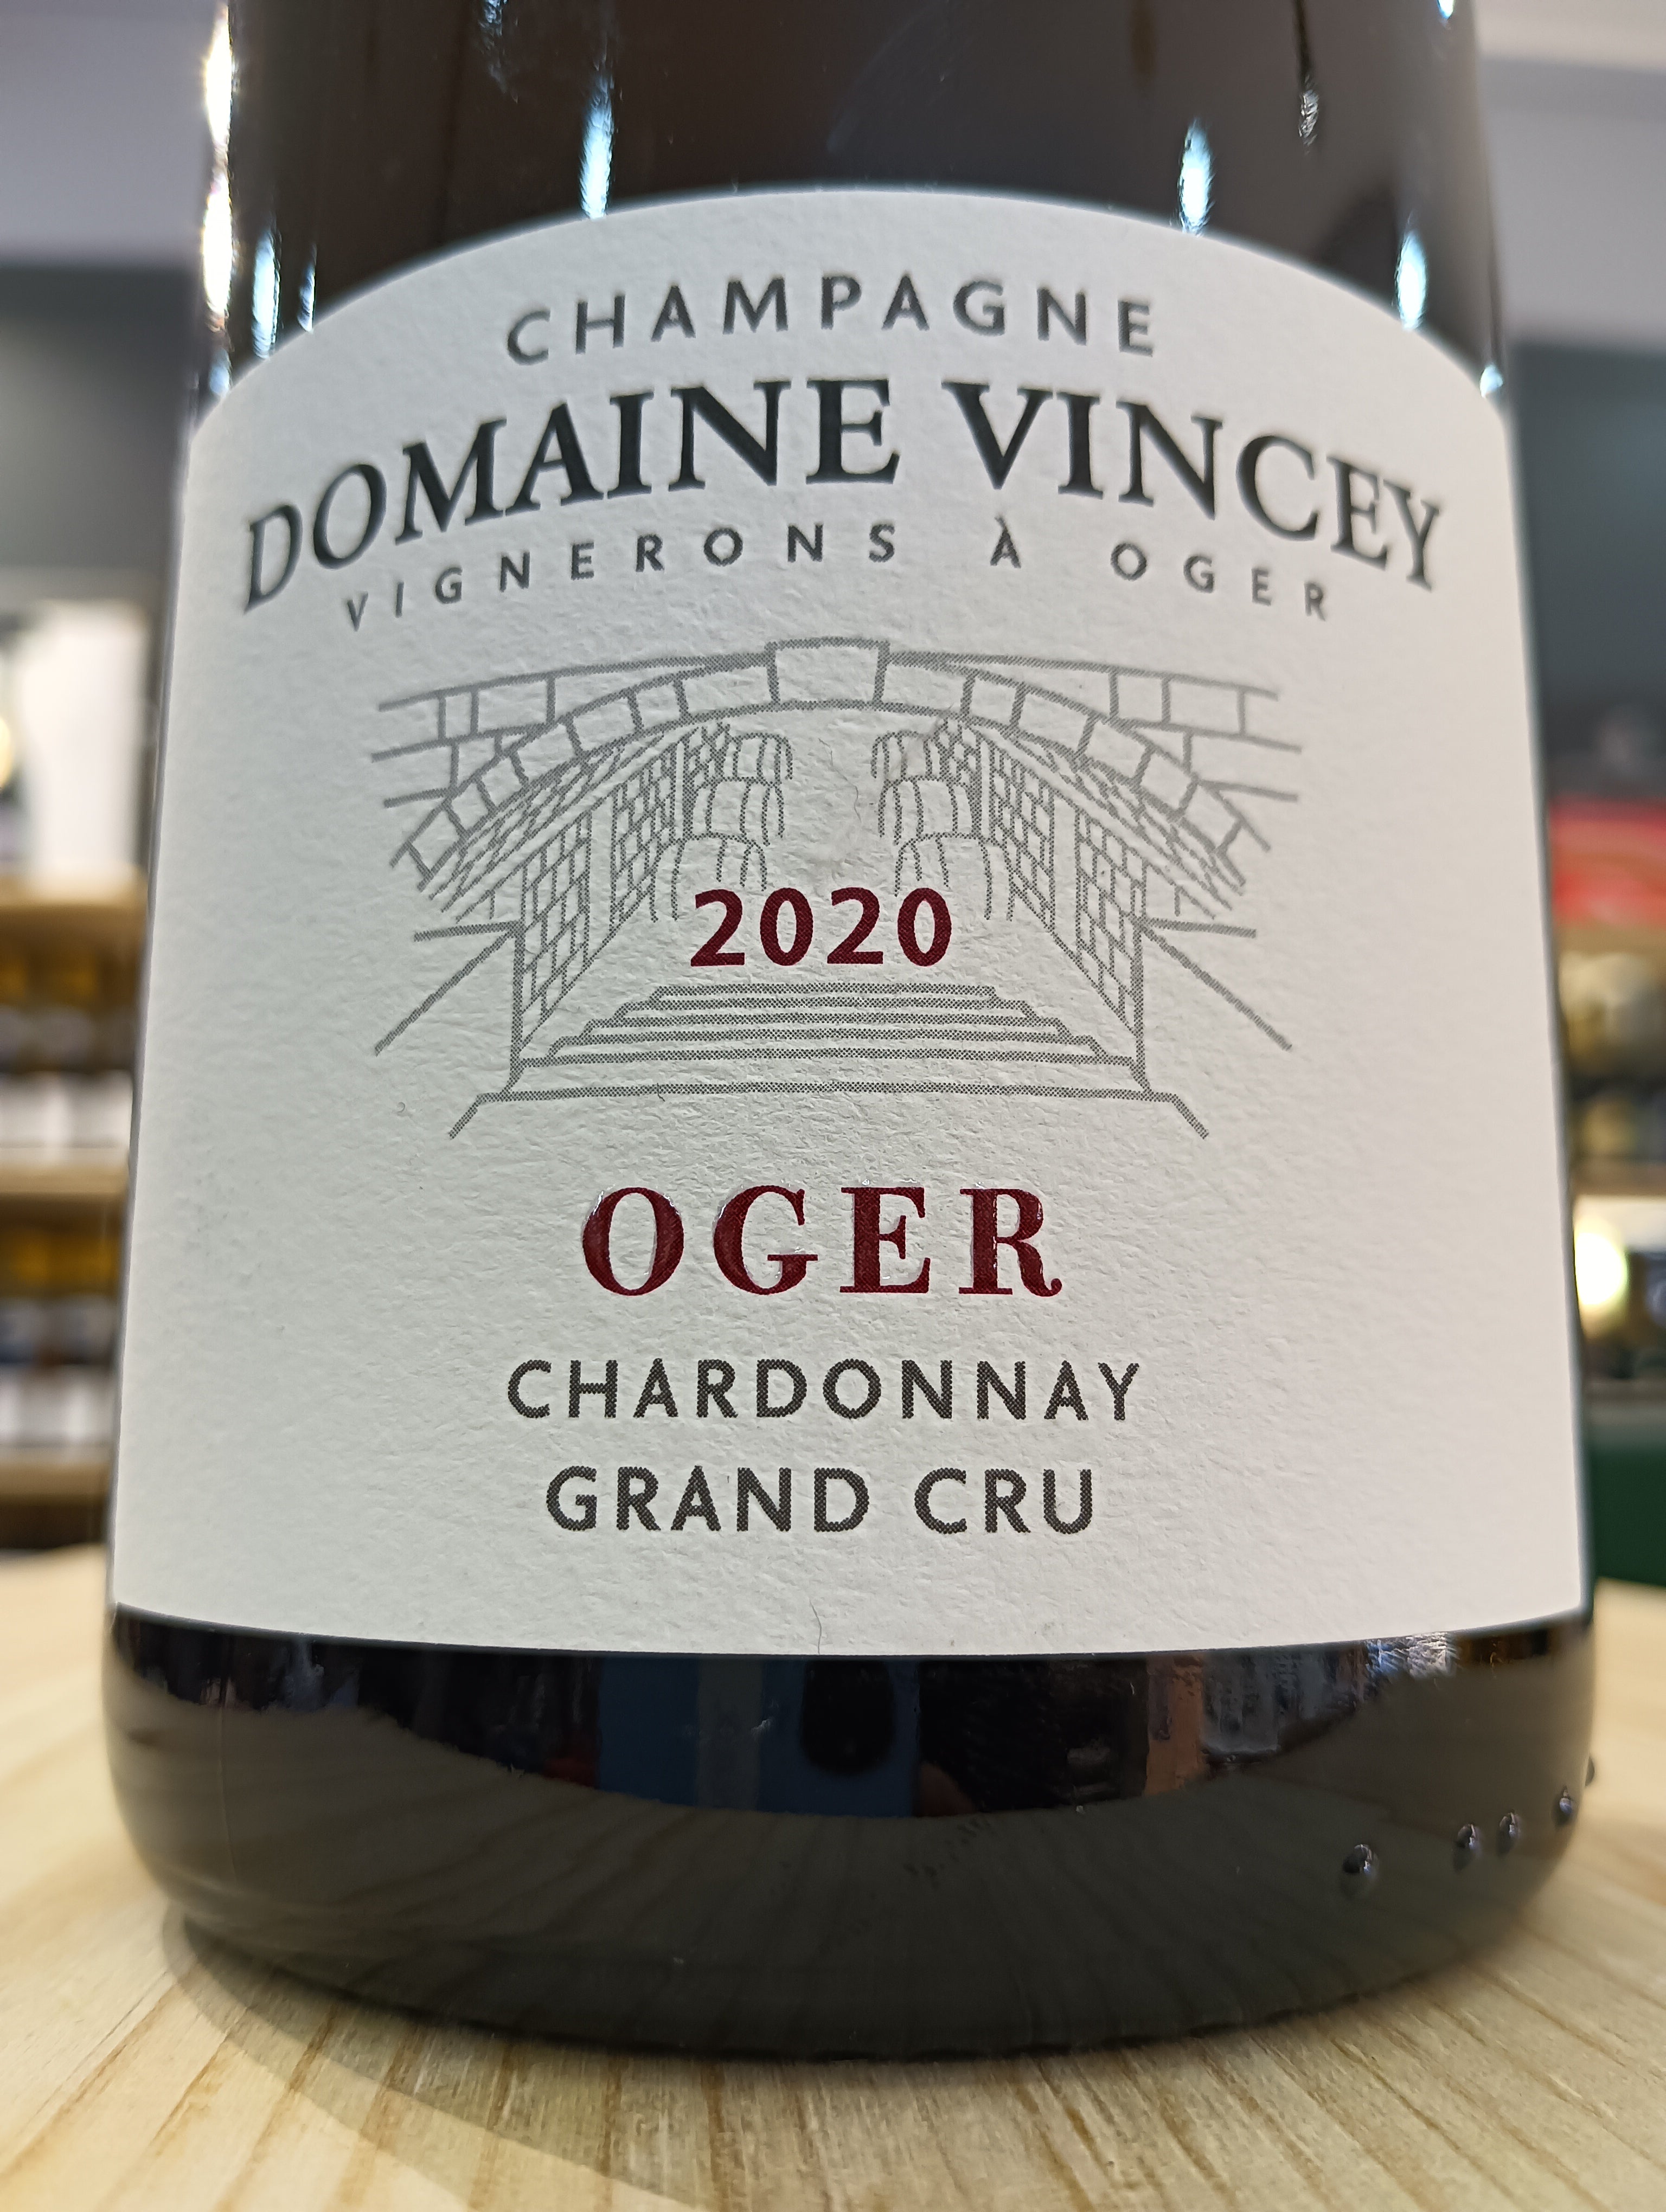 CHAMPAGNE
DOMAINE VINCEY
VIGNERONS À OGER
2020
OGER
CHARDONNAY
GRAND CRU